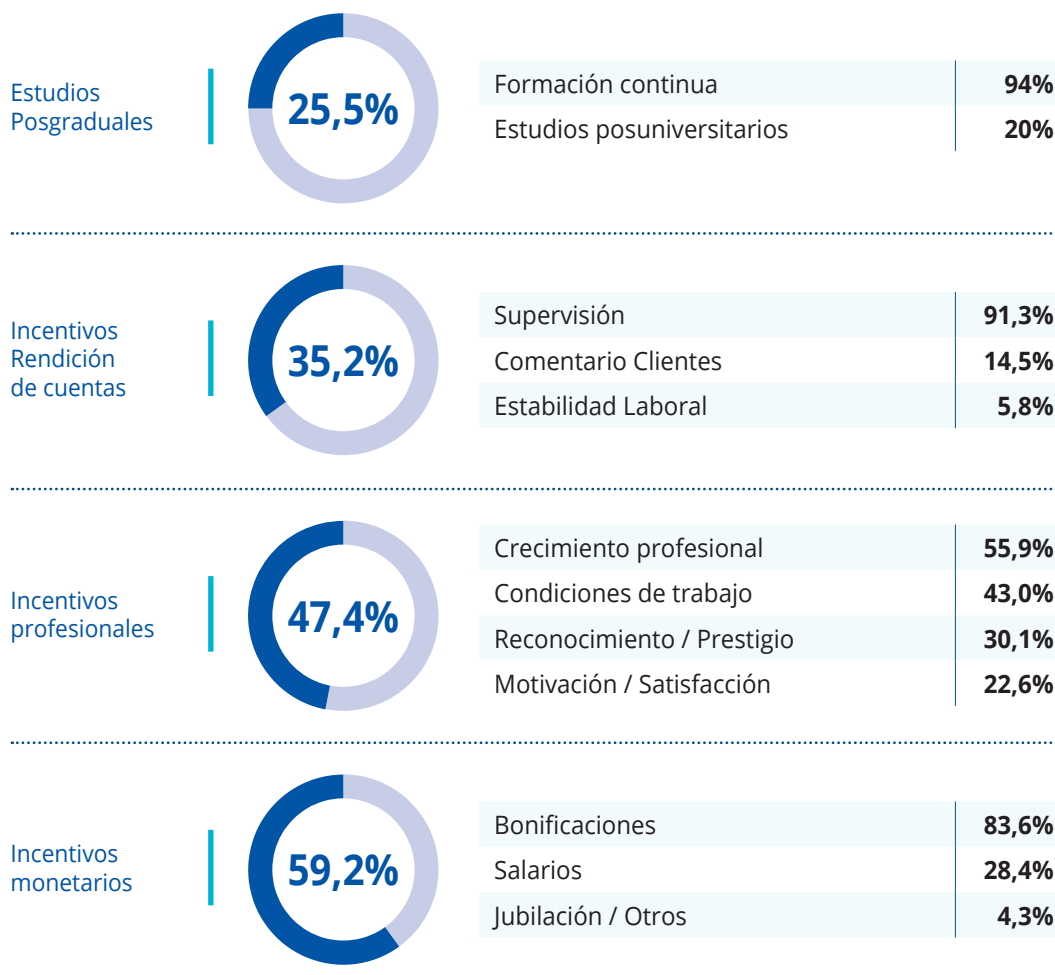 Estudios
Posgraduales
25,5%
Formación continua 94%
Estudios posuniversitarios 20%
Incentivos
Rendición
de cuentas
35,2%
Supervisión 91,3%
Comentario Clientes 14,5%
Estabilidad Laboral 5,8%
Incentivos
profesionales
47,4%
Crecimiento profesional 55,9%
Condiciones de trabajo 43,0%
Reconocimiento / Prestigio 30,1%
Motivación / Satisfacción 22,6%
Incentivos
monetarios
59,2%
Bonificaciones 83,6%
Salarios 28,4%
Jubilación / Otros 4,3%